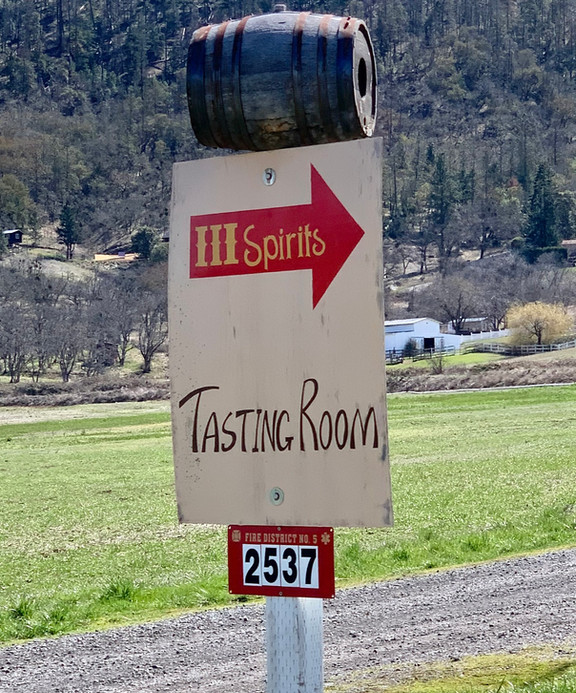 III Spirits
TASTING ROOM
FIRE DISTRICT NO. 5
2537